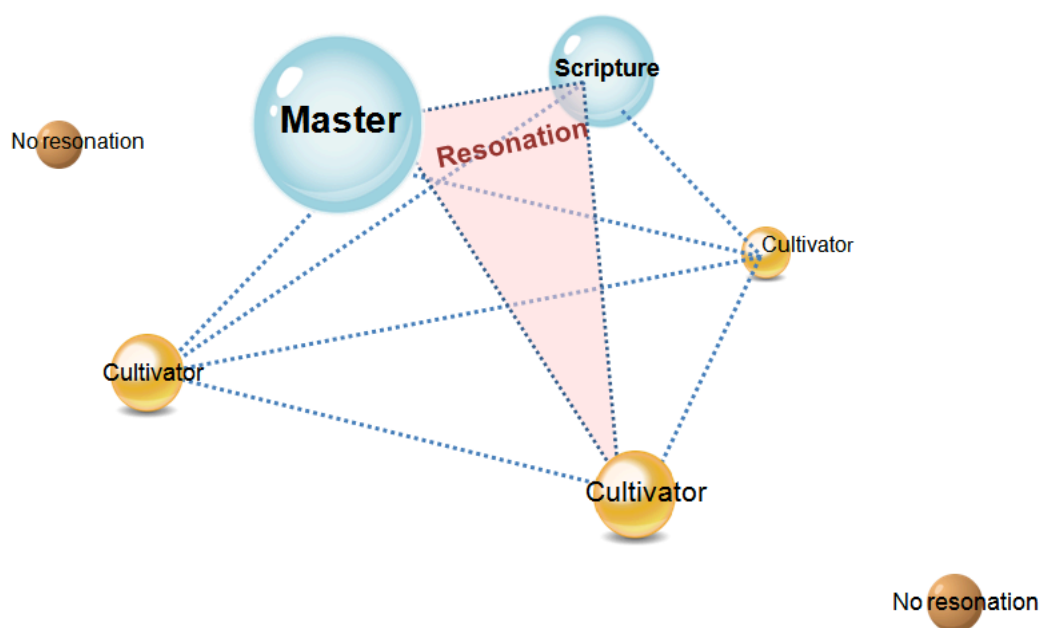 Scripture
Master
Resonation
No resonation
Cultivator
Cultivator
Cultivator
No resonation